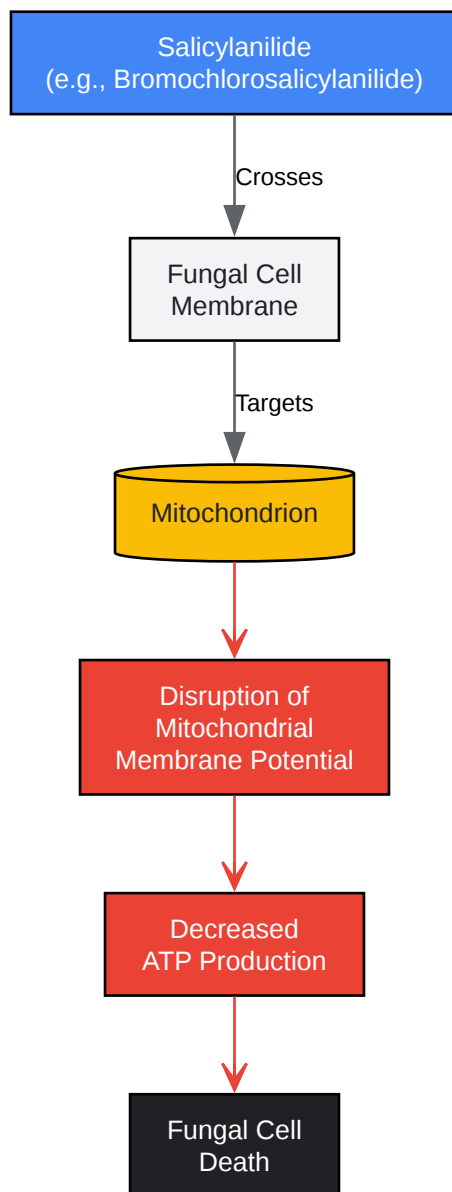 Salicylanilide
(e.g., Bromochlorosalicylanilide)
Crosses
Fungal Cell
Membrane
Targets
Mitochondrion
Disruption of
Mitochondrial
Membrane Potential
Decreased
ATP Production
Fungal Cell
Death